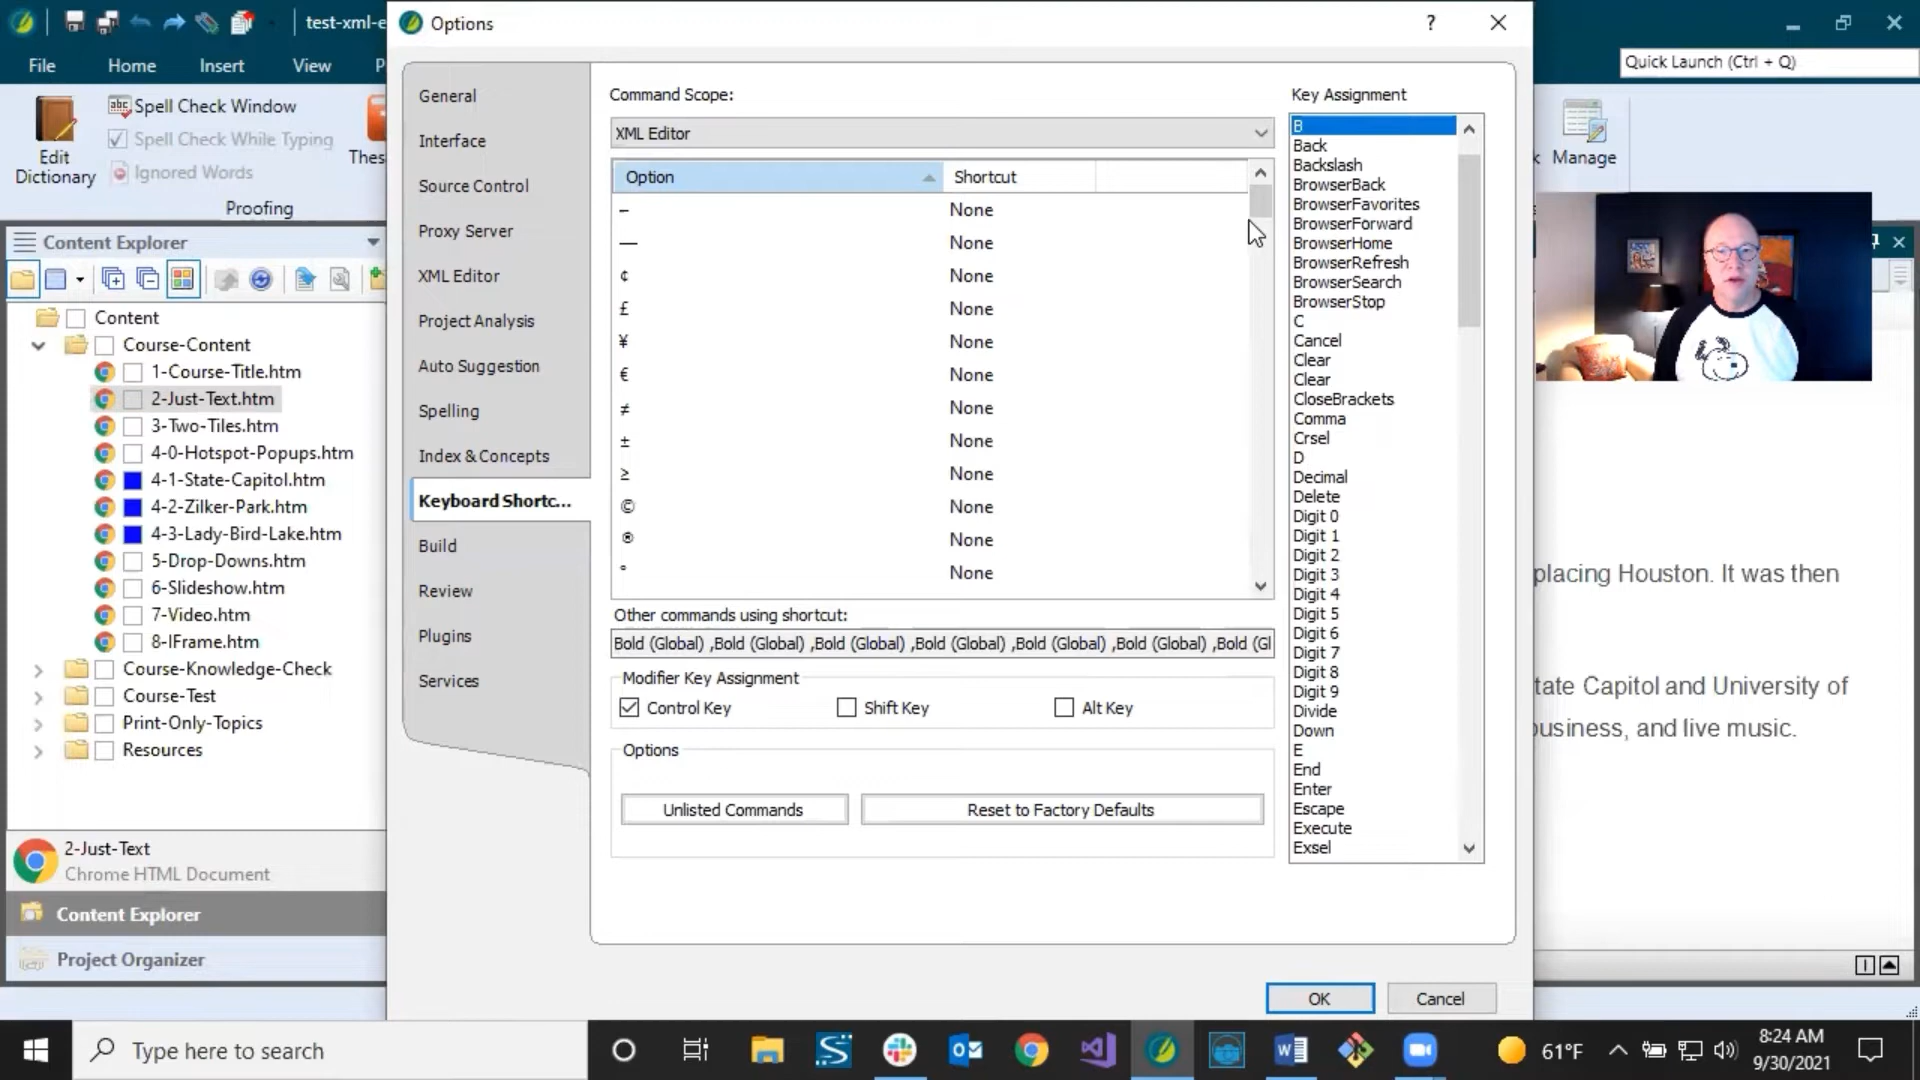 test-xml-e
Options
?
File
Home
Insert
View
P
Quick Launch (Ctrl + Q)
Edit
Dictionary
abc
Spell Check Window
Spell Check While Typing
Ignored Words
Thes
Proofing
k
Manage
Content Explorer
Content
Course-Content
1-Course-Title.htm
2-Just-Text.htm
3-Two-Tiles.htm
4-0-Hotspot-Popups.htm
4-1-State-Capitol.htm
4-2-Zilker-Park.htm
4-3-Lady-Bird-Lake.htm
5-Drop-Downs.htm
6-Slideshow.htm
7-Video.htm
8-IFrame.htm
Course-Knowledge-Check
Course-Test
Print-Only-Topics
Resources
2-Just-Text
Chrome HTML Document
Content Explorer
Project Organizer
General
Interface
Source Control
Proxy Server
XML Editor
Project Analysis
Auto Suggestion
Spelling
Index & Concepts
Keyboard Shortc...
Build
Review
Plugins
Services
Command Scope:
XML Editor
Option Shortcut
– None
— None
¢ None
£ None
¥ None
€ None
≠ None
± None
≥ None
© None
® None
° None
Other commands using shortcut:
Bold (Global) ,Bold (Global) ,Bold (Global) ,Bold (Global) ,Bold (Global) ,Bold (Global) ,Bold (Gl
Modifier Key Assignment
Control Key
Shift Key
Alt Key
Options
Unlisted Commands
Reset to Factory Defaults
Key Assignment
B
Back
Backslash
BrowserBack
BrowserFavorites
BrowserForward
BrowserHome
BrowserRefresh
BrowserSearch
BrowserStop
C
Cancel
Clear
Clear
CloseBrackets
Comma
Crsel
D
Decimal
Delete
Digit 0
Digit 1
Digit 2
Digit 3
Digit 4
Digit 5
Digit 6
Digit 7
Digit 8
Digit 9
Divide
Down
E
End
Enter
Escape
Execute
Exsel
OK
Cancel
placing Houston. It was then
tate Capitol and University of
business, and live music.
Type here to search
61°F
8:24 AM
9/30/2021